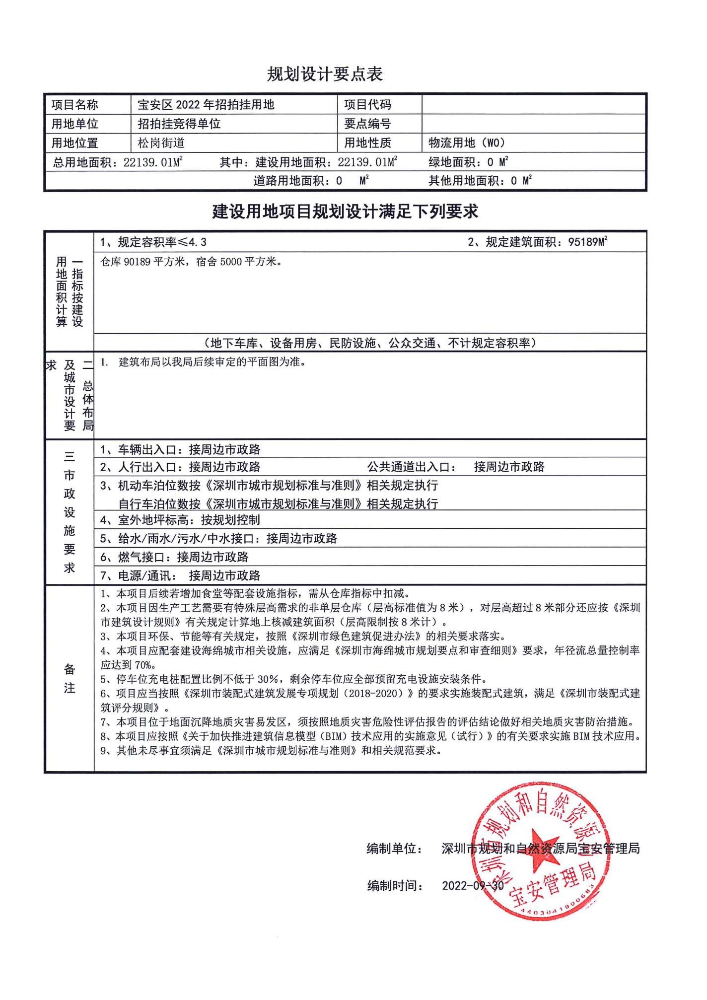 规划设计要点表
项目名称 宝安区2022年招拍挂用地 项目代码
用地单位 招拍挂竞得单位 要点编号
用地位置 松岗街道 用地性质 物流用地（W0）
总用地面积：22139.01M² 其中：建设用地面积：22139.01M² 绿地面积：0 M²
道路用地面积：0 M² 其他用地面积：0 M²
建设用地项目规划设计满足下列要求
一指标按建设用地面积计算
1、规定容积率≤4.3 2、规定建筑面积：95189M²
仓库90189平方米，宿舍5000平方米。
（地下车库、设备用房、民防设施、公众交通、不计规定容积率）
二 总体布局及城市设计要求
1. 建筑布局以我局后续审定的平面图为准。
三市政设施要求
1、车辆出入口：接周边市政路
2、人行出入口：接周边市政路 公共通道出入口： 接周边市政路
3、机动车泊位数按《深圳市城市规划标准与准则》相关规定执行
自行车泊位数按《深圳市城市规划标准与准则》相关规定执行
4、室外地坪标高：按规划控制
5、给水/雨水/污水/中水接口：接周边市政路
6、燃气接口：接周边市政路
7、电源/通讯： 接周边市政路
备注
1、本项目后续若增加食堂等配套设施指标，需从仓库指标中扣减。
2、本项目因生产工艺需要有特殊层高需求的非单层仓库（层高标准值为8米），对层高超过8米部分还应按《深圳
市建筑设计规则》有关规定计算地上核减建筑面积（层高限制按8米计）。
3、本项目环保、节能等有关规定，按照《深圳市绿色建筑促进办法》的相关要求落实。
4、本项目应配套建设海绵城市相关设施，应满足《深圳市海绵城市规划要点和审查细则》要求，年径流总量控制率
应达到70%。
5、停车位充电桩配置比例不低于30%，剩余停车位应全部预留充电设施安装条件。
6、项目应当按照《深圳市装配式建筑发展专项规划（2018-2020）》的要求实施装配式建筑，满足《深圳市装配式建
筑评分规则》。
7、本项目位于地面沉降地质灾害易发区，须按照地质灾害危险性评估报告的评估结论做好相关地质灾害防治措施。
8、本项目应按照《关于加快推进建筑信息模型（BIM）技术应用的实施意见（试行）》的有关要求实施BIM技术应用。
9、其他未尽事宜须满足《深圳市城市规划标准与准则》和相关规范要求。
编制单位： 深圳市规划和自然资源局宝安管理局
编制时间： 2022-09-30
深圳市规划和自然资源局
宝安管理局
4403041900683